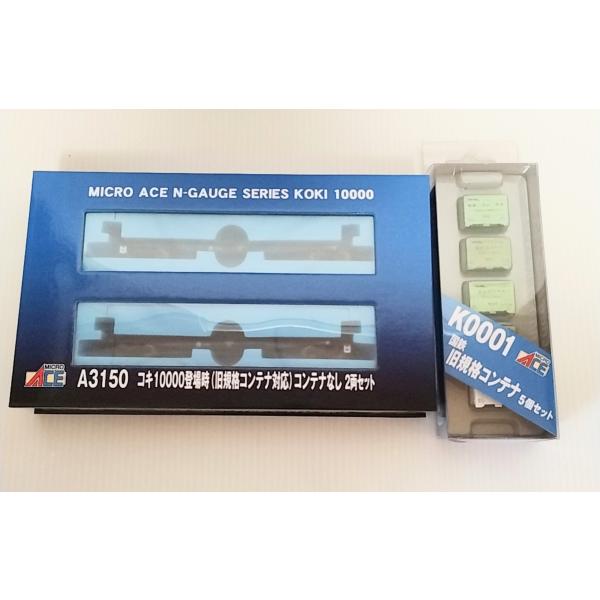 MICRO ACE N-GAUGE SERIES KOKI 10000
MICRO
ACE
A3150 コキ10000登場時(旧規格コンテナ対応)コンテナなし 2両セット
K0001
国鉄
旧規格コンテナ 5個セット
MICRO
ACE